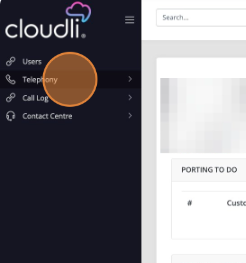 cloudli.
Search...
Users
Telephony
Call Log
Contact Centre
PORTING TO DO
# Custo